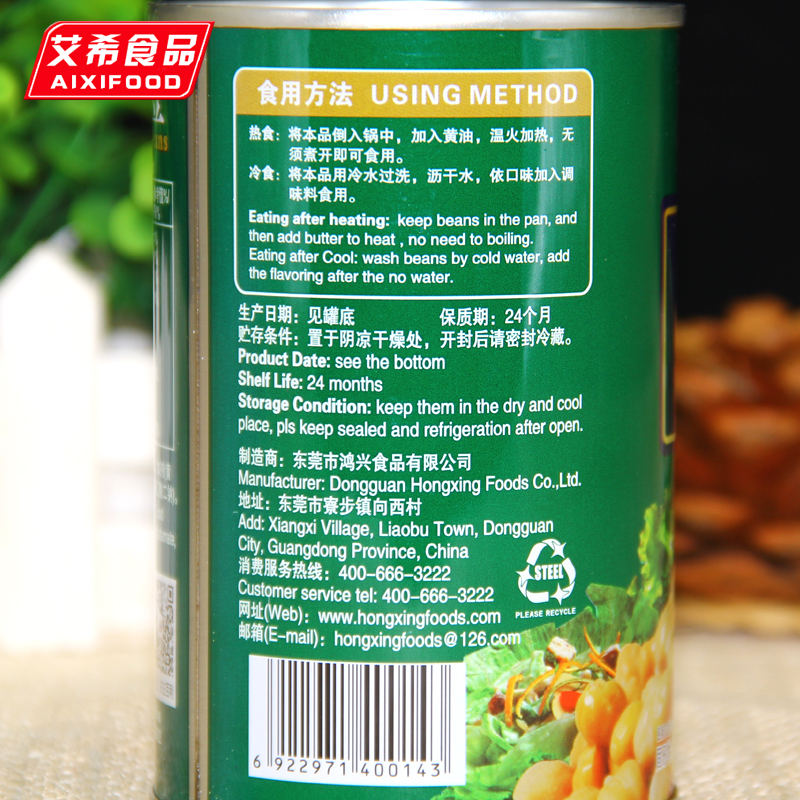 艾希食品
AIXIFOOD
食用方法 USING METHOD
热食：将本品倒入锅中，加入黄油，温火加热，无
须煮开即可食用。
冷食：将本品用冷水过洗，沥干水，依口味加入调
味料食用。
Eating after heating: keep beans in the pan, and
then add butter to heat , no need to boiling.
Eating after Cool: wash beans by cold water, add
the flavoring after the no water.
生产日期：见罐底 保质期：24个月
贮存条件：置于阴凉干燥处，开封后请密封冷藏。
Product Date: see the bottom
Shelf Life: 24 months
Storage Condition: keep them in the dry and cool
place, pls keep sealed and refrigeration after open.
制造商：东莞市鸿兴食品有限公司
Manufacturer: Dongguan Hongxing Foods Co.,Ltd.
地址：东莞市寮步镇向西村
Add: Xiangxi Village, Liaobu Town, Dongguan
City, Guangdong Province, China
消费服务热线：400-666-3222
Customer service tel: 400-666-3222
网址(Web)：www.hongxingfoods.com
邮箱(E-mail)：hongxingfoods@126.com
STEEL
PLEASE RECYCLE
6 922971 400143